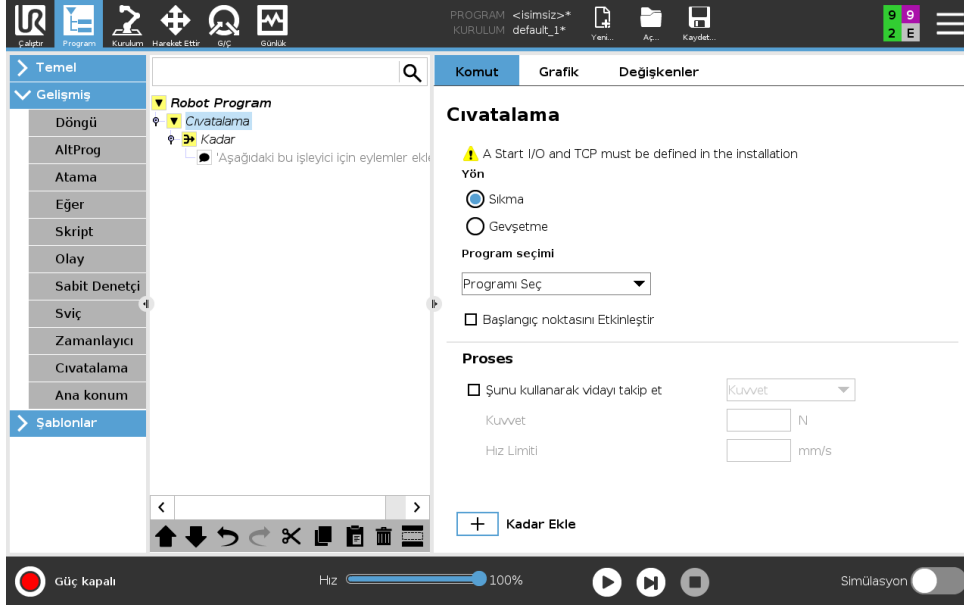 PROGRAM <isimsiz>*
KURULUM default_1*
Çalıştır
Program
Kurulum
Hareket Ettir
G/Ç
Günlük
Yeni...
Aç...
Kaydet...
9 9
2 E
Temel
Gelişmiş
Döngü
AltProg
Atama
Eğer
Skript
Olay
Sabit Denetçi
Sviç
Zamanlayıcı
Cıvatalama
Ana konum
Şablonlar
Robot Program
Cıvatalama
Kadar
'Aşağıdaki bu işleyici için eylemler ekle
Komut
Grafik
Değişkenler
Cıvatalama
A Start I/O and TCP must be defined in the installation
Yön
Sıkma
Gevşetme
Program seçimi
Programı Seç
Başlangıç noktasını Etkinleştir
Proses
Şunu kullanarak vidayı takip et
Kuvvet
Kuvvet
N
Hız Limiti
mm/s
Kadar Ekle
Güç kapalı
Hız
100%
Simülasyon